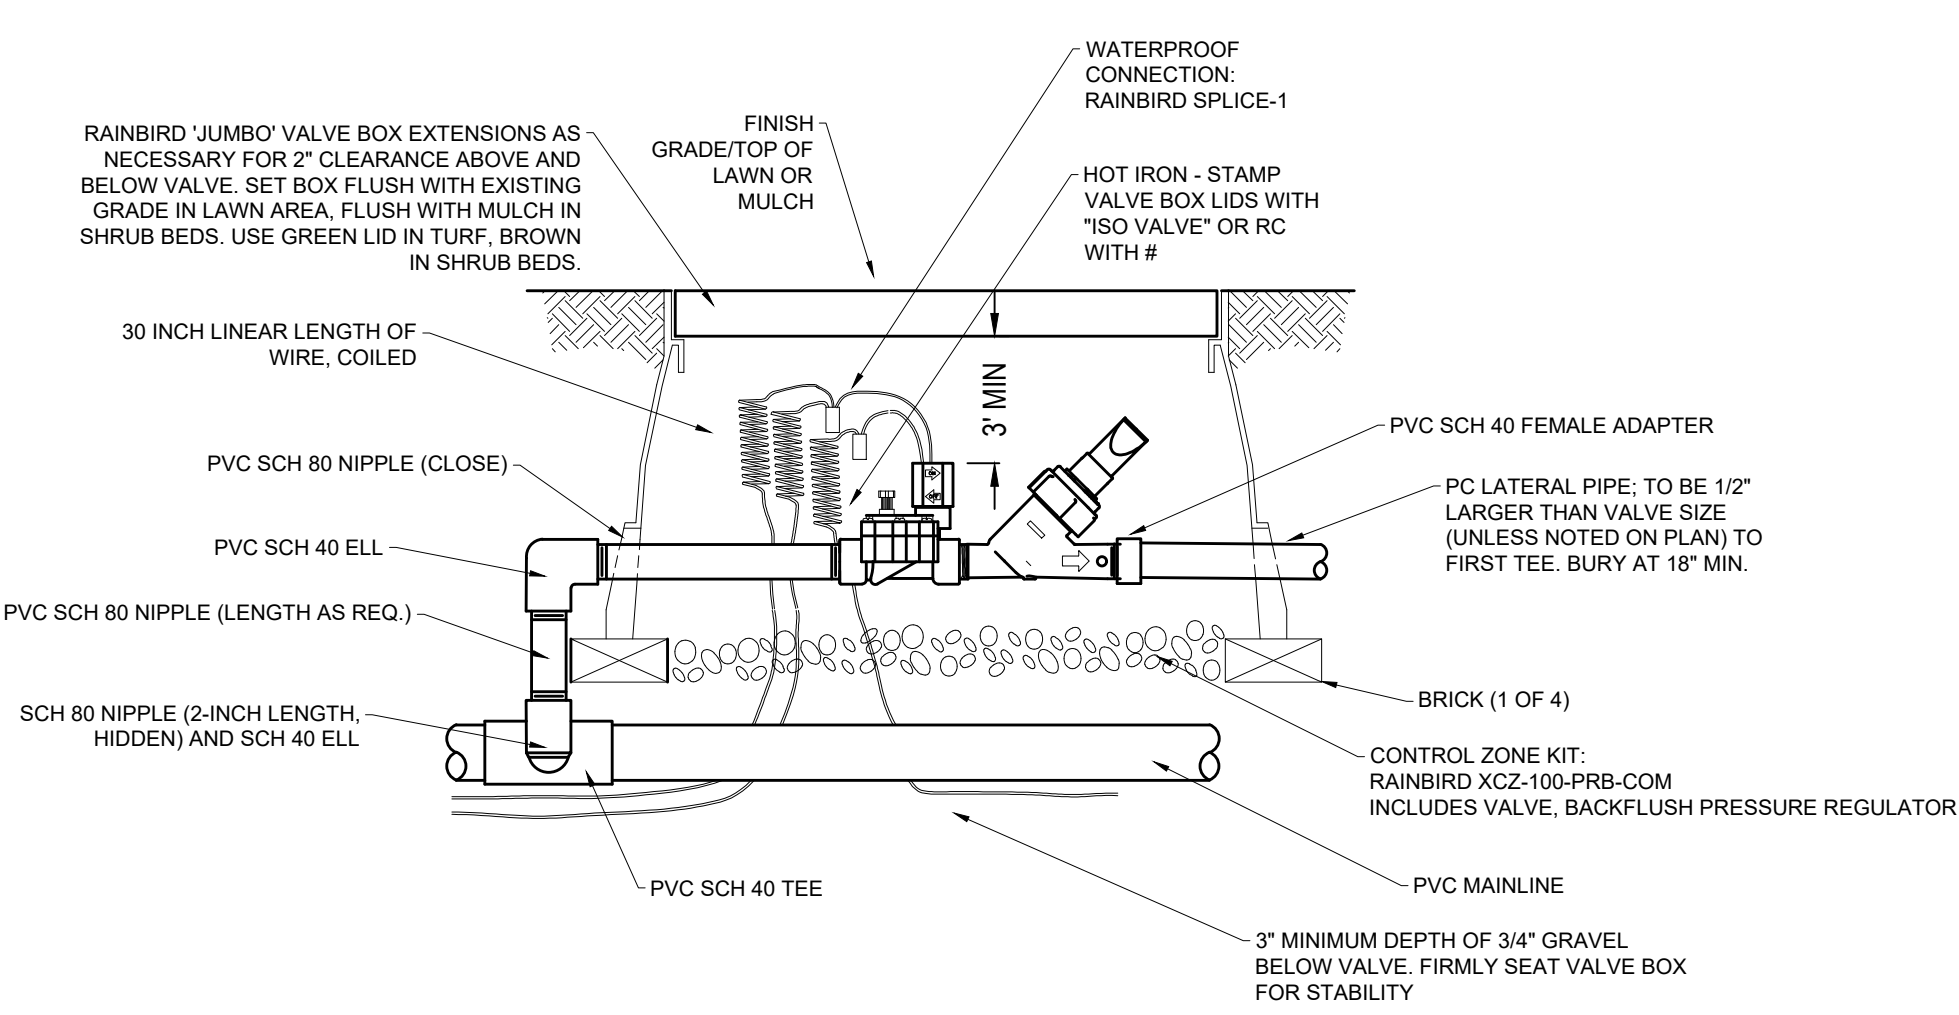 WATERPROOF
CONNECTION:
RAINBIRD SPLICE-1
FINISH
GRADE/TOP OF
LAWN OR
MULCH
RAINBIRD 'JUMBO' VALVE BOX EXTENSIONS AS
NECESSARY FOR 2" CLEARANCE ABOVE AND
BELOW VALVE. SET BOX FLUSH WITH EXISTING
GRADE IN LAWN AREA, FLUSH WITH MULCH IN
SHRUB BEDS. USE GREEN LID IN TURF, BROWN
IN SHRUB BEDS.
HOT IRON - STAMP
VALVE BOX LIDS WITH
"ISO VALVE" OR RC
WITH #
30 INCH LINEAR LENGTH OF
WIRE, COILED
3' MIN
PVC SCH 40 FEMALE ADAPTER
PVC SCH 80 NIPPLE (CLOSE)
PC LATERAL PIPE; TO BE 1/2"
LARGER THAN VALVE SIZE
(UNLESS NOTED ON PLAN) TO
FIRST TEE. BURY AT 18" MIN.
PVC SCH 40 ELL
PVC SCH 80 NIPPLE (LENGTH AS REQ.)
BRICK (1 OF 4)
SCH 80 NIPPLE (2-INCH LENGTH,
HIDDEN) AND SCH 40 ELL
CONTROL ZONE KIT:
RAINBIRD XCZ-100-PRB-COM
INCLUDES VALVE, BACKFLUSH PRESSURE REGULATOR
PVC SCH 40 TEE
PVC MAINLINE
3" MINIMUM DEPTH OF 3/4" GRAVEL
BELOW VALVE. FIRMLY SEAT VALVE BOX
FOR STABILITY